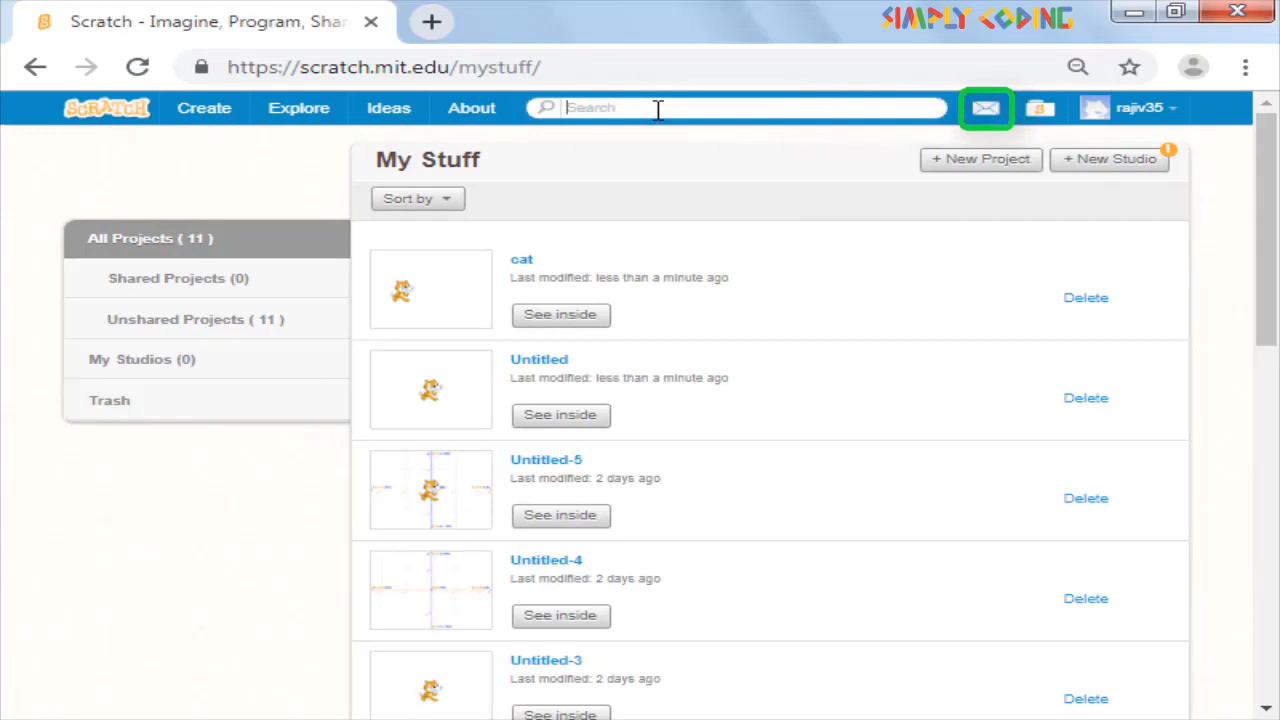 Scratch - Imagine, Program, Shar
SIMPLY CODING
https://scratch.mit.edu/mystuff/
SCRATCH Create Explore Ideas About Search rajiv35
My Stuff
+ New Project + New Studio
Sort by
All Projects ( 11 )
Shared Projects (0)
Unshared Projects ( 11 )
My Studios (0)
Trash
cat
Last modified: less than a minute ago
See inside
Delete
Untitled
Last modified: less than a minute ago
See inside
Delete
Untitled-5
Last modified: 2 days ago
See inside
Delete
Untitled-4
Last modified: 2 days ago
See inside
Delete
Untitled-3
Last modified: 2 days ago
See inside
Delete